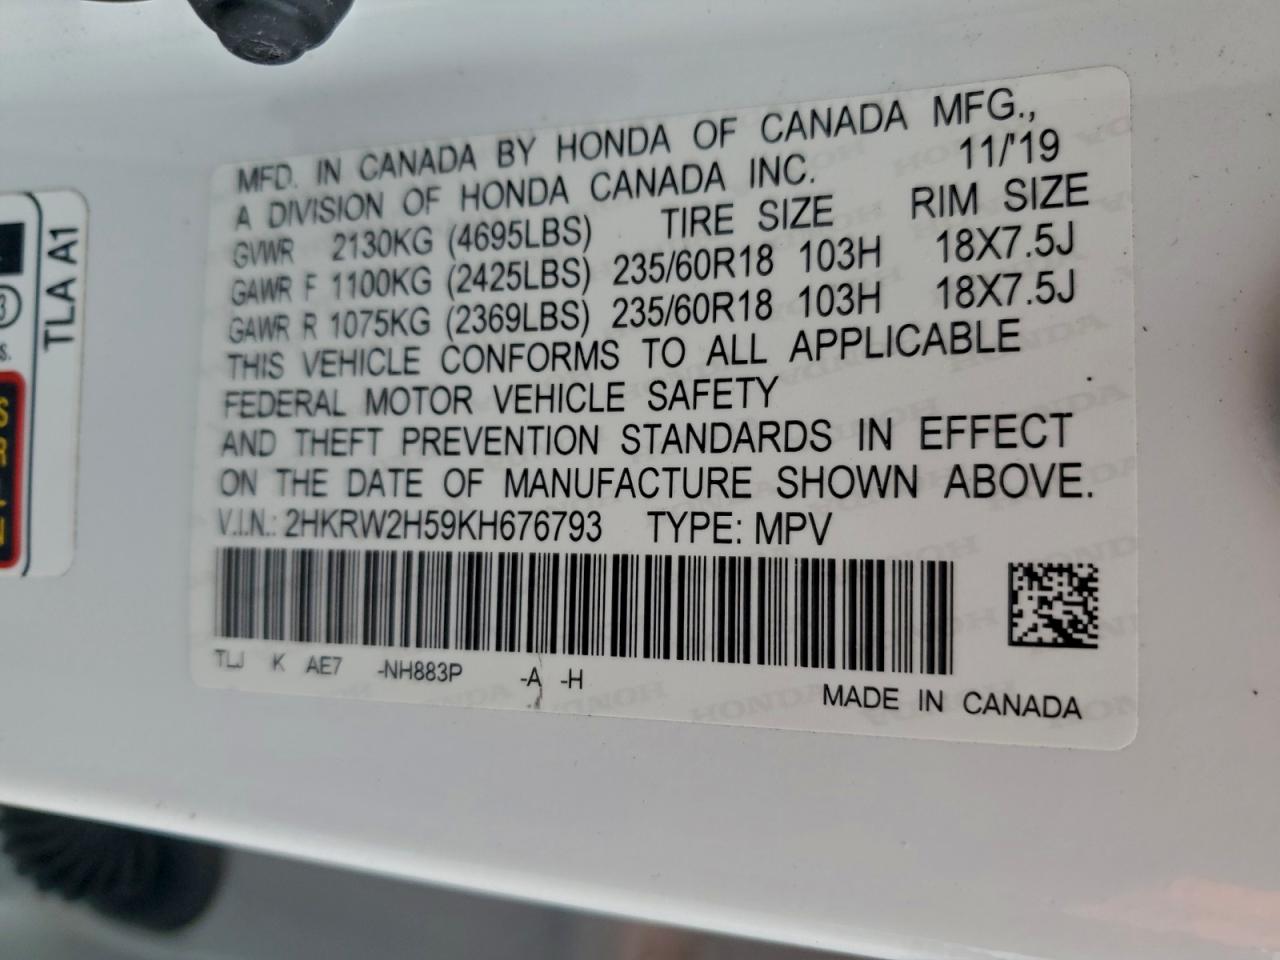 MFD. IN CANADA BY HONDA OF CANADA MFG.,
A DIVISION OF HONDA CANADA INC. 11/'19
GVWR 2130KG (4695LBS) TIRE SIZE RIM SIZE
GAWR F 1100KG (2425LBS) 235/60R18 103H 18X7.5J
GAWR R 1075KG (2369LBS) 235/60R18 103H 18X7.5J
THIS VEHICLE CONFORMS TO ALL APPLICABLE
FEDERAL MOTOR VEHICLE SAFETY
AND THEFT PREVENTION STANDARDS IN EFFECT
ON THE DATE OF MANUFACTURE SHOWN ABOVE.
V.I.N.: 2HKRW2H59KH676793 TYPE: MPV
TLJ K AE7 -NH883P -A -H
MADE IN CANADA
TLA A1